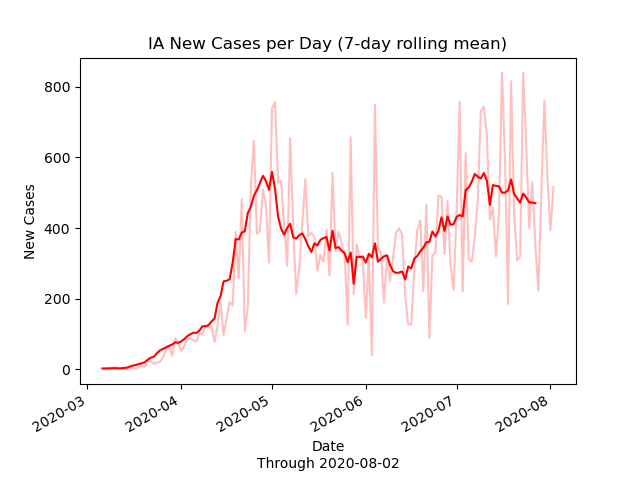 IA New Cases per Day (7-day rolling mean)
New Cases
800
600
400
200
0
2020-03
2020-04
2020-05
2020-06
2020-07
2020-08
Date
Through 2020-08-02